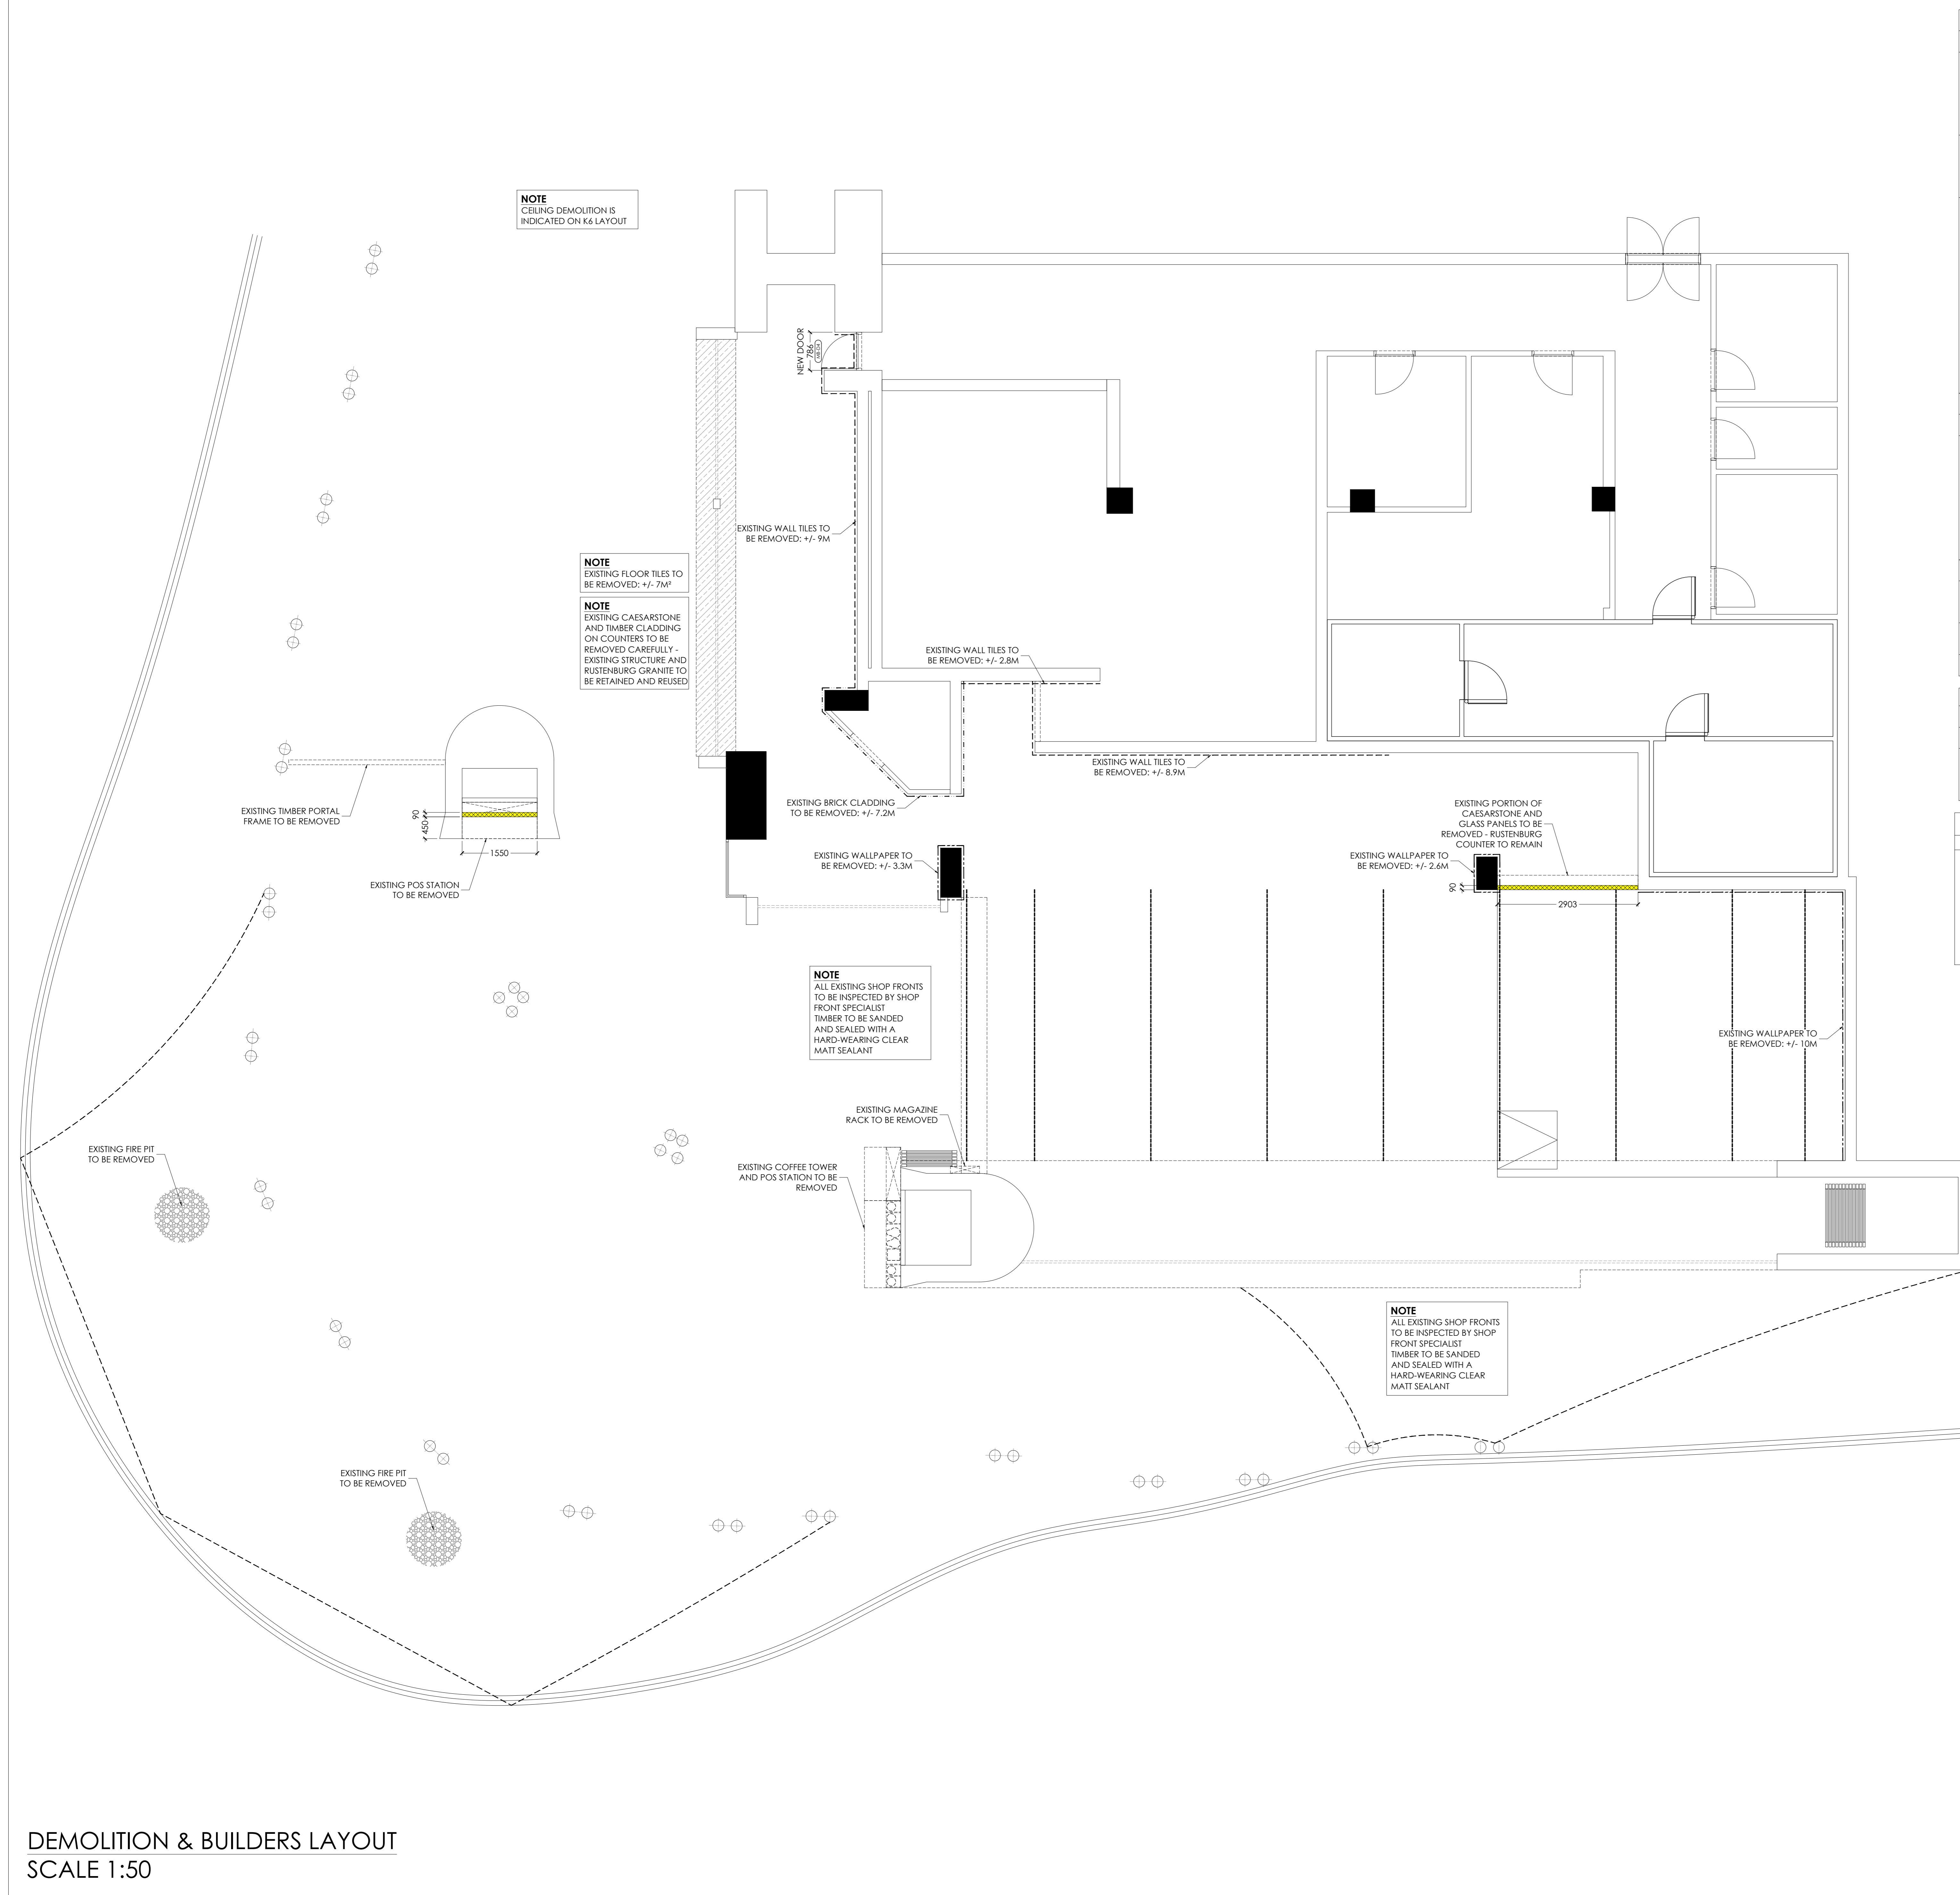 NOTE
CEILING DEMOLITION IS
INDICATED ON K6 LAYOUT
NEW DOOR
786
MB-D4
EXISTING WALL TILES TO
BE REMOVED: +/- 9M
NOTE
EXISTING FLOOR TILES TO
BE REMOVED: +/- 7M²
NOTE
EXISTING CAESARSTONE
AND TIMBER CLADDING
ON COUNTERS TO BE
REMOVED CAREFULLY -
EXISTING STRUCTURE AND
RUSTENBURG GRANITE TO
BE RETAINED AND REUSED
EXISTING WALL TILES TO
BE REMOVED: +/- 2.8M
EXISTING WALL TILES TO
BE REMOVED: +/- 8.9M
EXISTING TIMBER PORTAL
FRAME TO BE REMOVED
90
450
1550
EXISTING BRICK CLADDING
TO BE REMOVED: +/- 7.2M
EXISTING PORTION OF
CAESARSTONE AND
GLASS PANELS TO BE
REMOVED - RUSTENBURG
COUNTER TO REMAIN
EXISTING WALLPAPER TO
BE REMOVED: +/- 3.3M
EXISTING WALLPAPER TO
BE REMOVED: +/- 2.6M
90
2903
EXISTING POS STATION
TO BE REMOVED
NOTE
ALL EXISTING SHOP FRONTS
TO BE INSPECTED BY SHOP
FRONT SPECIALIST
TIMBER TO BE SANDED
AND SEALED WITH A
HARD-WEARING CLEAR
MATT SEALANT
EXISTING WALLPAPER TO
BE REMOVED: +/- 10M
EXISTING MAGAZINE
RACK TO BE REMOVED
EXISTING FIRE PIT
TO BE REMOVED
EXISTING COFFEE TOWER
AND POS STATION TO BE
REMOVED
NOTE
ALL EXISTING SHOP FRONTS
TO BE INSPECTED BY SHOP
FRONT SPECIALIST
TIMBER TO BE SANDED
AND SEALED WITH A
HARD-WEARING CLEAR
MATT SEALANT
EXISTING FIRE PIT
TO BE REMOVED
DEMOLITION & BUILDERS LAYOUT
SCALE 1:50